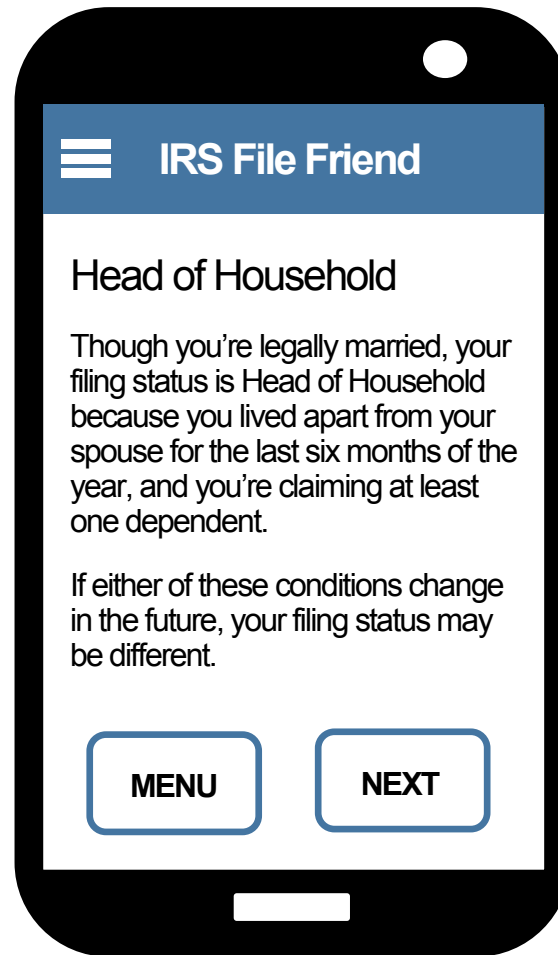 IRS File Friend
Head of Household
Though you’re legally married, your
filing status is Head of Household
because you lived apart from your
spouse for the last six months of the
year, and you’re claiming at least
one dependent.
If either of these conditions change
in the future, your filing status may
be different.
MENU
NEXT